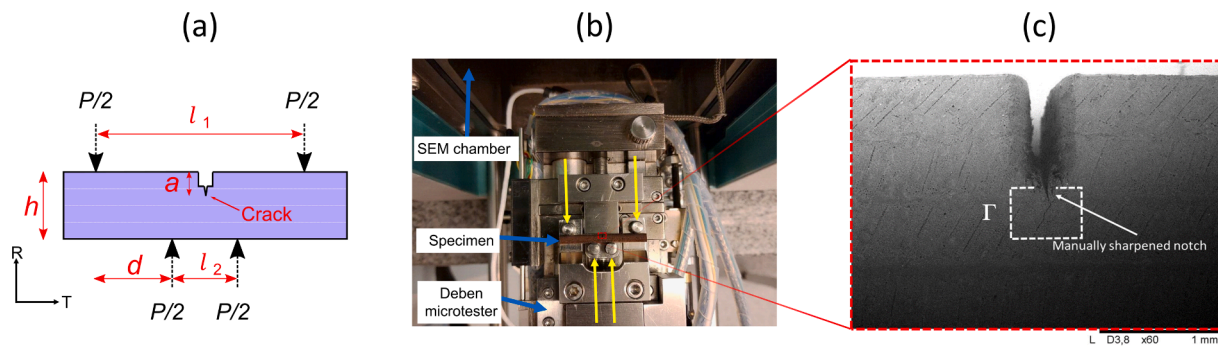 (a)
(b)
(c)
P/2
P/2
l 1
a
h
Crack
R
T
d
l 2
P/2
P/2
SEM chamber
Specimen
Deben
microtester
Γ
Manually sharpened notch
L D3,8 x60 1 mm